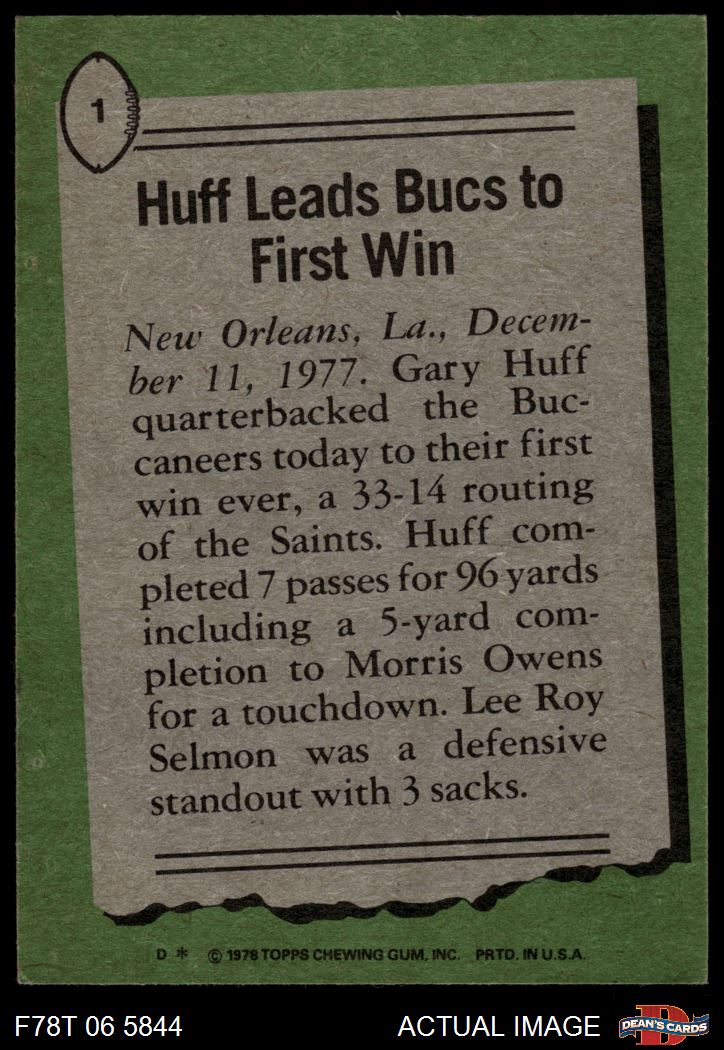 1
Huff Leads Bucs to
First Win
New Orleans, La., Decem-
ber 11, 1977. Gary Huff
quarterbacked the Buc-
caneers today to their first
win ever, a 33-14 routing
of the Saints. Huff com-
pleted 7 passes for 96 yards
including a 5-yard com-
pletion to Morris Owens
for a touchdown. Lee Roy
Selmon was a defensive
standout with 3 sacks.
D * © 1978 TOPPS CHEWING GUM, INC. PRTD. IN U.S.A.
F78T 06 5844 ACTUAL IMAGE D DEAN'S CARDS